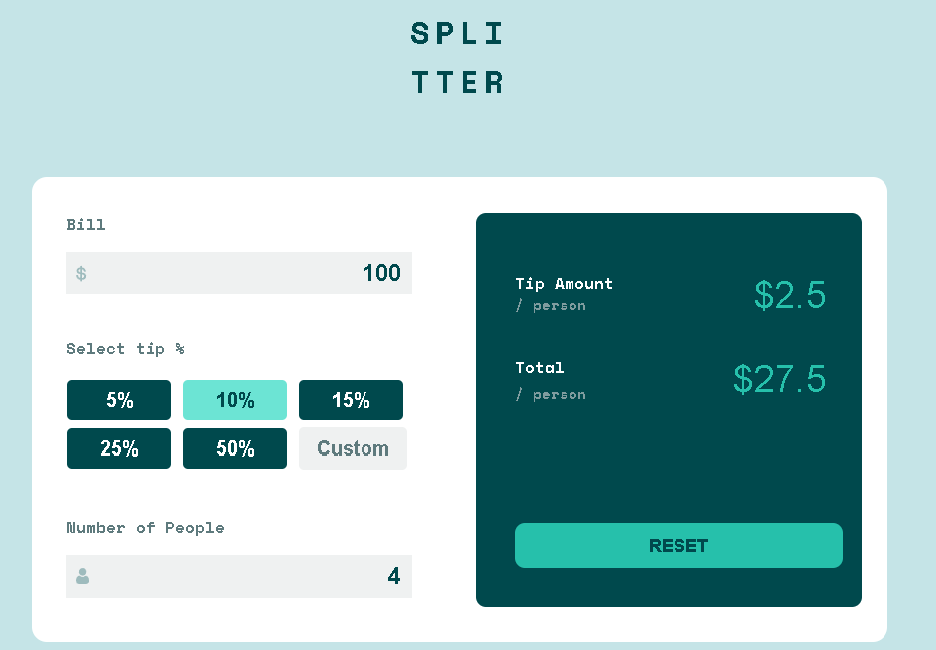 SPLI
TTER
Bill
$ 100
Select tip %
5% 10% 15%
25% 50% Custom
Number of People
4
Tip Amount
/ person
$2.5
Total
/ person
$27.5
RESET